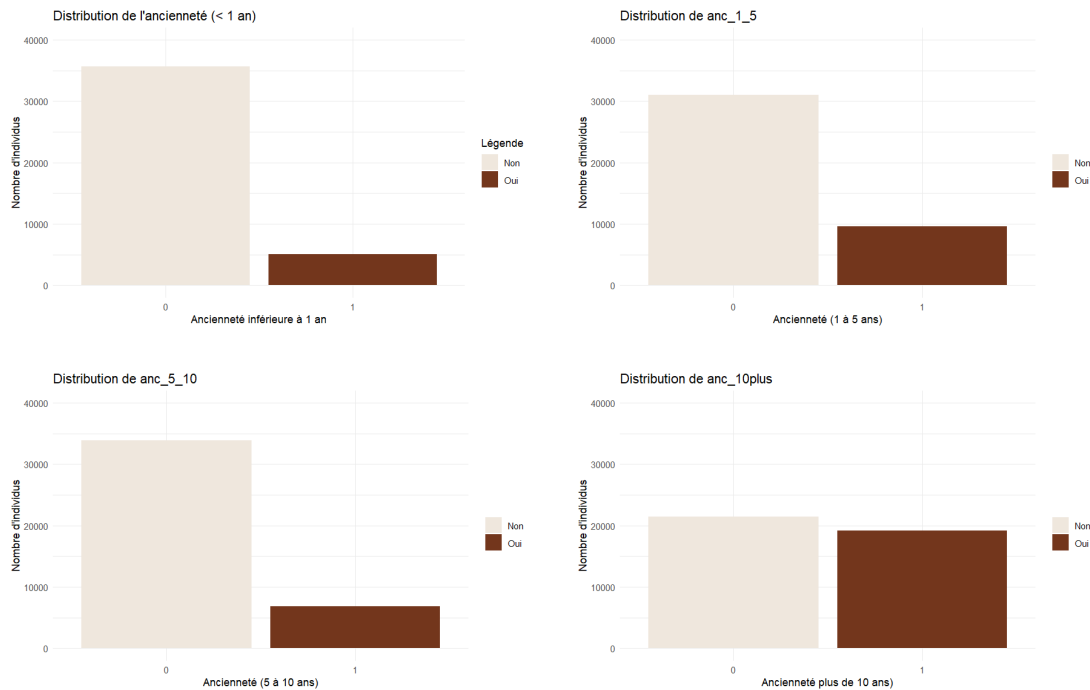 Distribution de l'ancienneté (< 1 an)
40000
30000
20000
10000
0
Nombre d'individus
0
1
Ancienneté inférieure à 1 an
Légende
Non
Oui
Distribution de anc_1_5
40000
30000
20000
10000
0
Nombre d'individus
0
1
Ancienneté (1 à 5 ans)
Non
Oui
Distribution de anc_5_10
40000
30000
20000
10000
0
Nombre d'individus
0
1
Ancienneté (5 à 10 ans)
Non
Oui
Distribution de anc_10plus
40000
30000
20000
10000
0
Nombre d'individus
0
1
Ancienneté plus de 10 ans)
Non
Oui